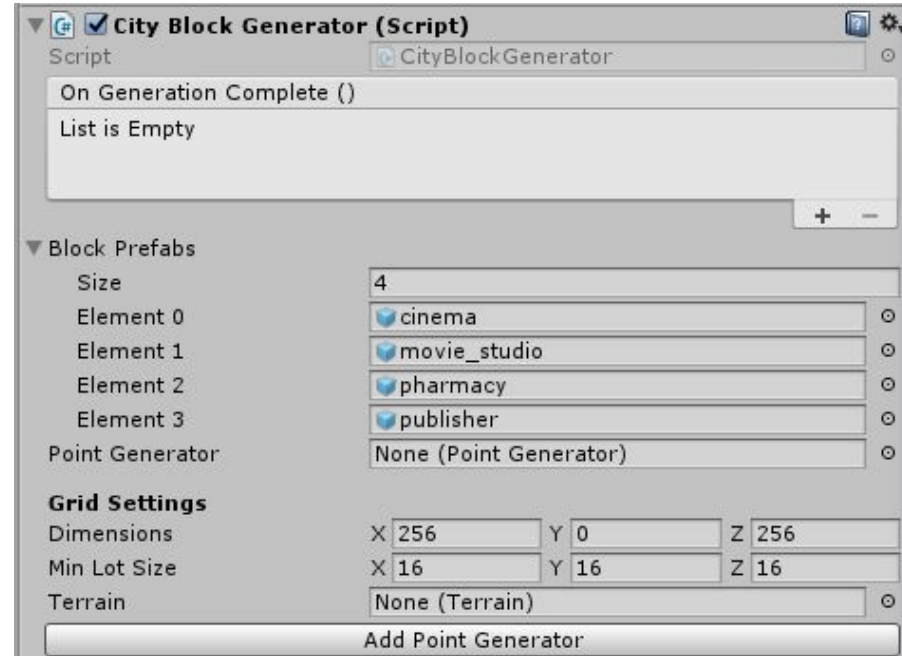 City Block Generator (Script)
Script CityBlockGenerator
On Generation Complete ()
List is Empty
+ −
Block Prefabs
Size 4
Element 0 cinema
Element 1 movie_studio
Element 2 pharmacy
Element 3 publisher
Point Generator None (Point Generator)
Grid Settings
Dimensions X 256 Y 0 Z 256
Min Lot Size X 16 Y 16 Z 16
Terrain None (Terrain)
Add Point Generator